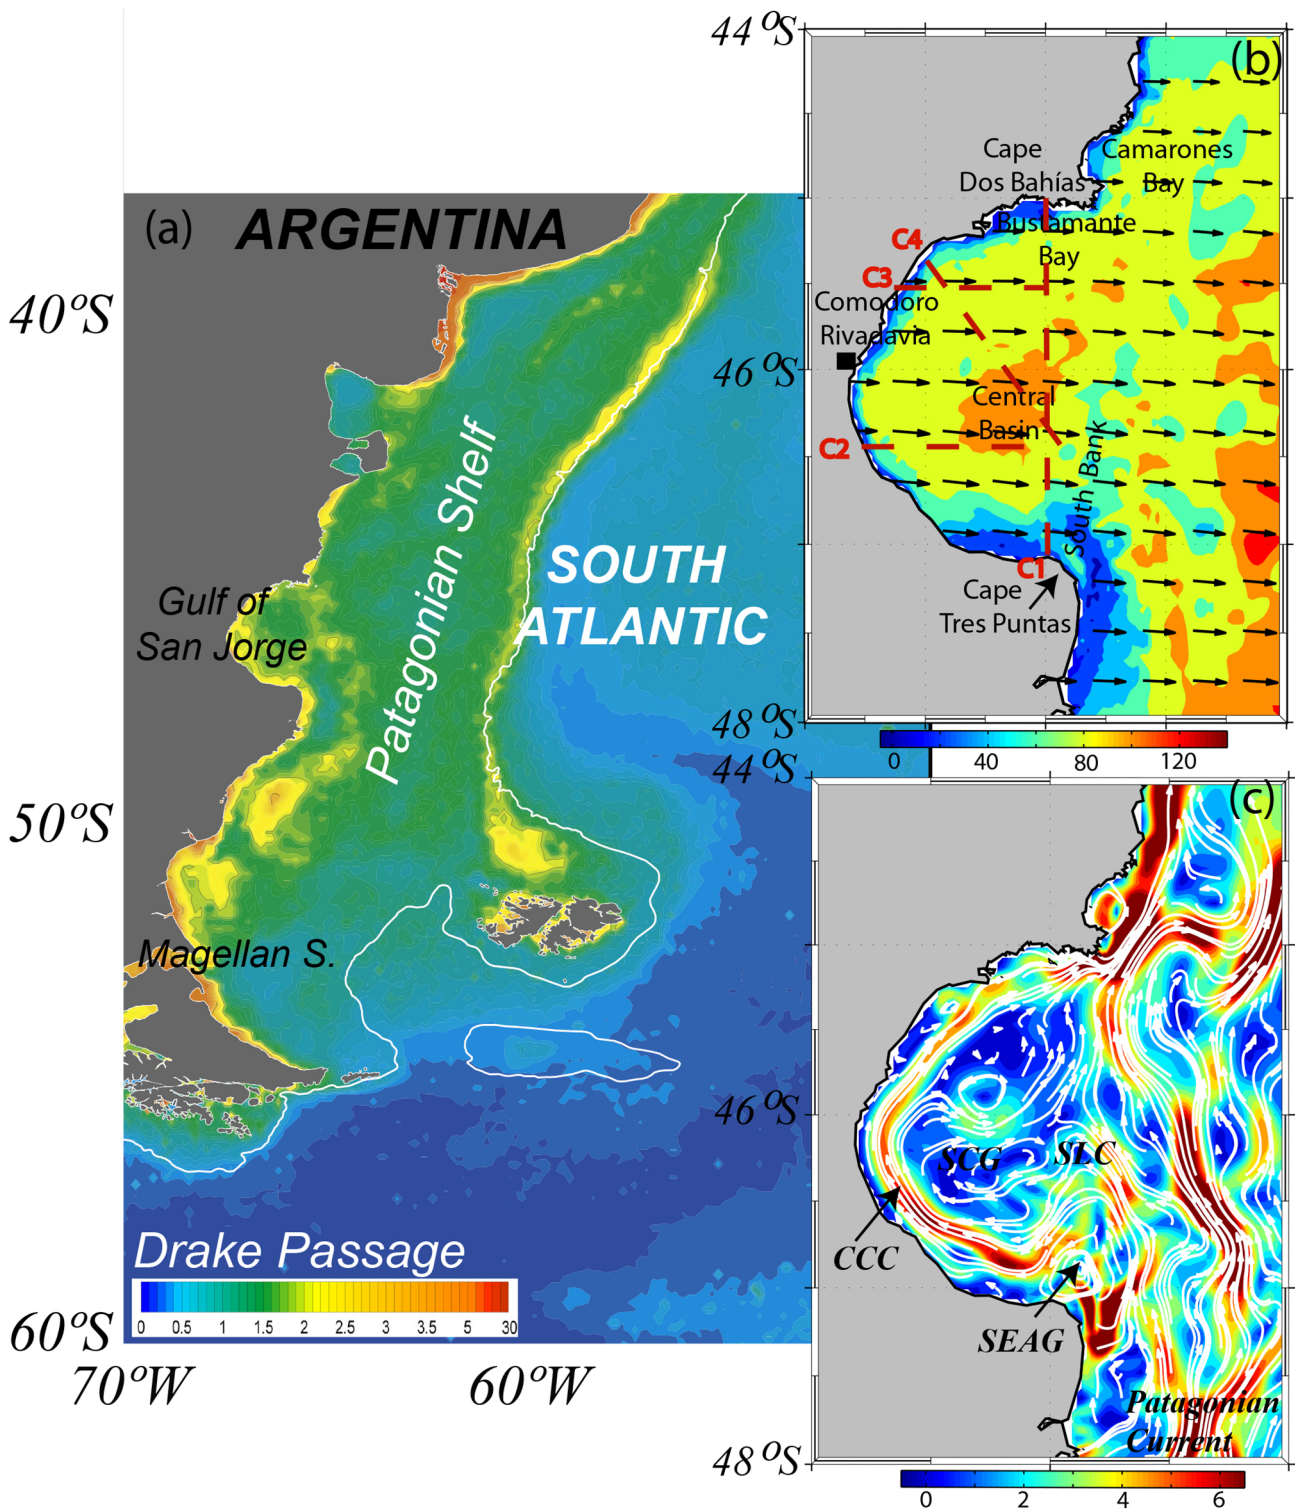 (a)
ARGENTINA
40°S
50°S
60°S
70°W
60°W
Patagonian Shelf
SOUTH
ATLANTIC
Gulf of
San Jorge
Magellan S.
Drake Passage
0 0.5 1 1.5 2 2.5 3 3.5 5 30
44°S
46°S
48°S
(b)
Cape
Dos Bahías
Camarones
Bay
Bustamante
Bay
C4
C3
Comodoro
Rivadavia
Central
Basin
C2
South Bank
C1
Cape
Tres Puntas
0 40 80 120
44°S
46°S
48°S
(c)
SCG
SLC
CCC
SEAG
Patagonian
Current
0 2 4 6